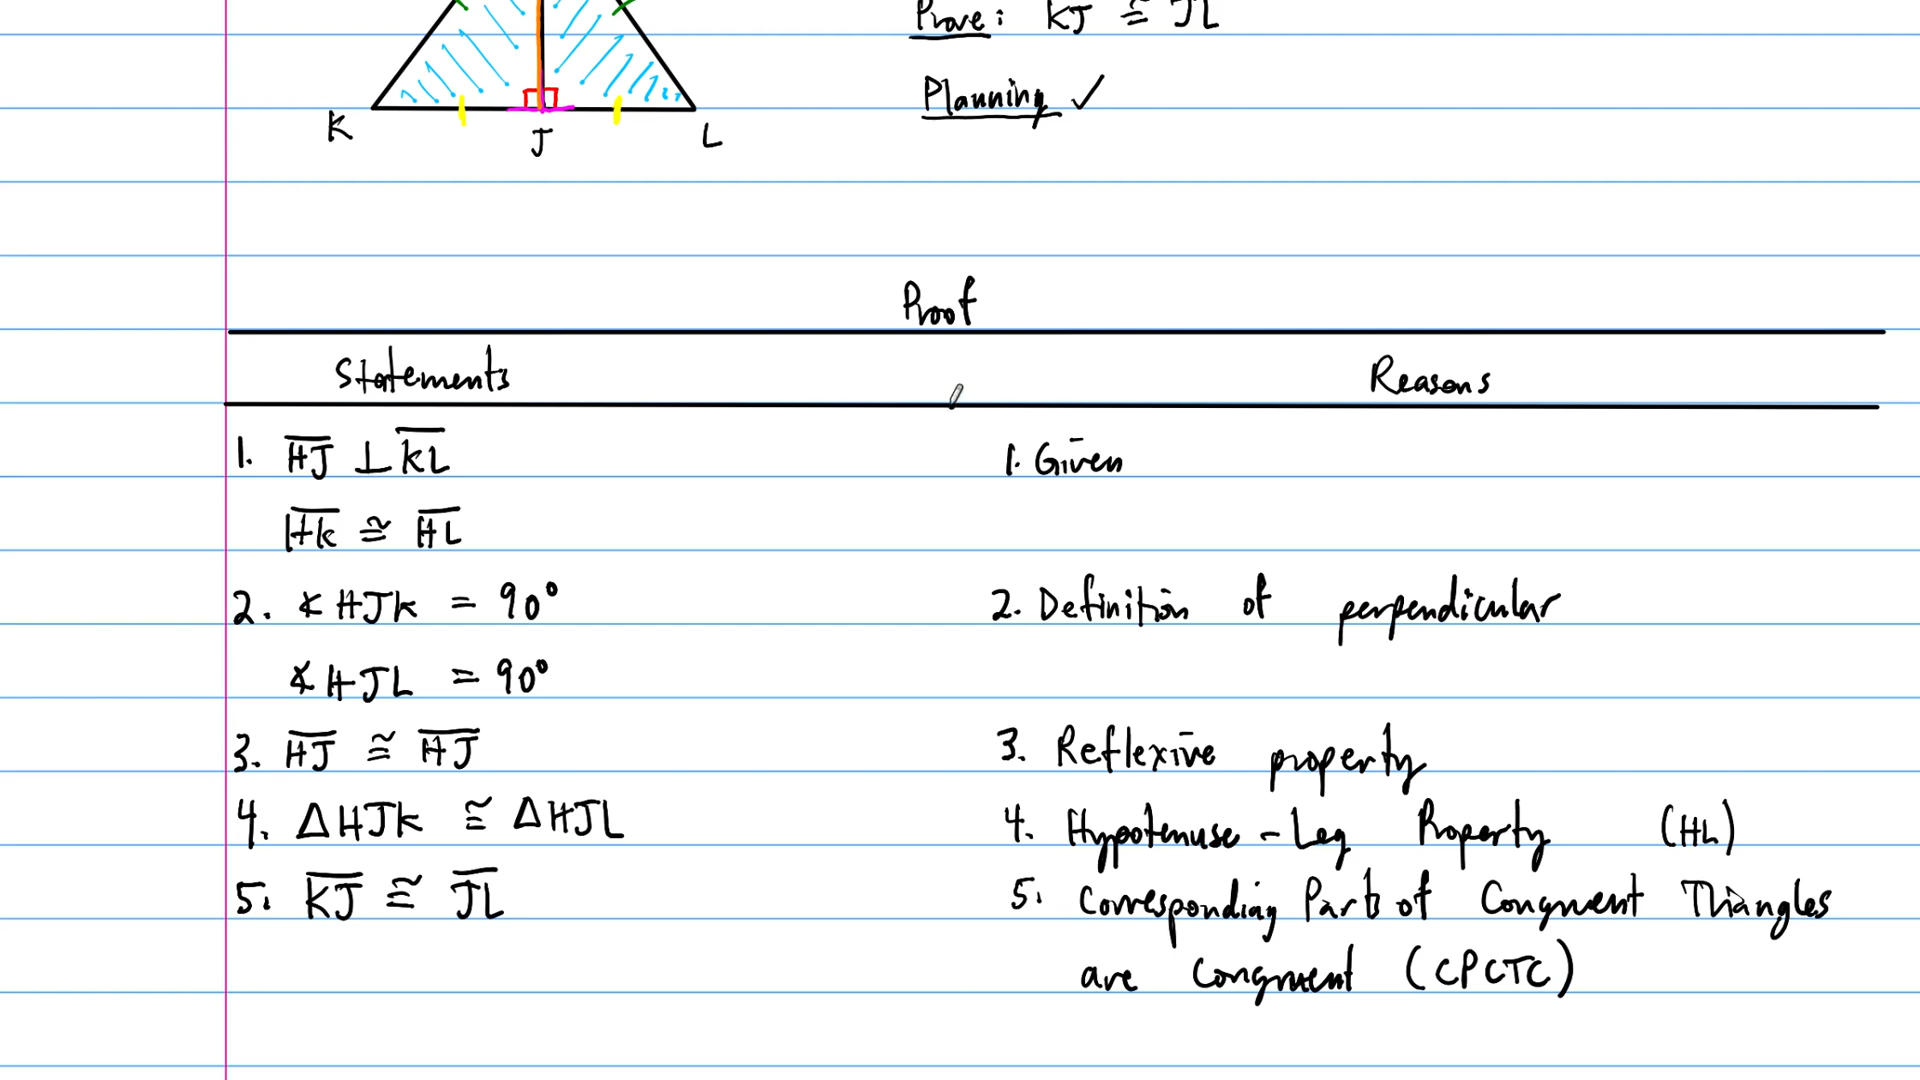 Prove: KJ ≅ JL
Planning ✓
K
J
L
Proof
Statements
Reasons
1. HJ ⊥ KL
1. Given
HK ≅ HL
2. ∡ HJK = 90°
2. Definition of perpendicular
∡ HJL = 90°
3. HJ ≅ HJ
3. Reflexive property
4. △HJK ≅ △HJL
4. Hypotenuse - Leg Property (HL)
5. KJ ≅ JL
5. Corresponding Parts of Congruent Triangles
are congruent (CPCTC)